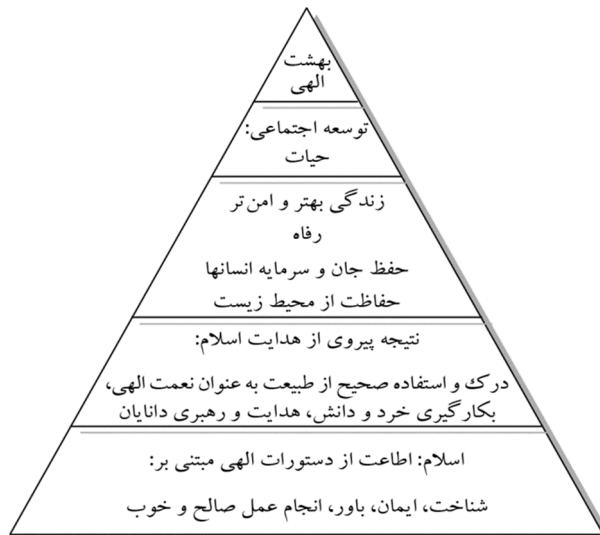 بهشت
الهی
توسعه اجتماعی:
حیات
زندگی بهتر و امن‌تر
رفاه
حفظ جان و سرمایه انسانها
حفاظت از محیط زیست
نتیجه پیروی از هدایت اسلام:
درک و استفاده صحیح از طبیعت به عنوان نعمت الهی،
بکارگیری خرد و دانش، هدایت و رهبری دانایان
اسلام: اطاعت از دستورات الهی مبتنی بر:
شناخت، ایمان، باور، انجام عمل صالح و خوب